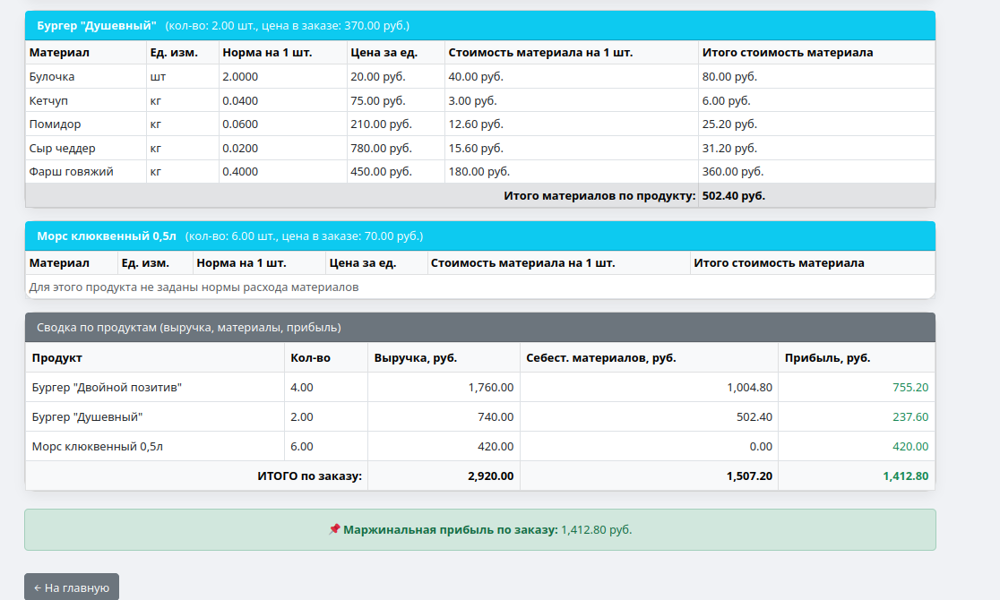 Бургер "Душевный" (кол-во: 2.00 шт., цена в заказе: 370.00 руб.)
Материал Ед. изм. Норма на 1 шт. Цена за ед. Стоимость материала на 1 шт. Итого стоимость материала
Булочка шт 2.0000 20.00 руб. 40.00 руб. 80.00 руб.
Кетчуп кг 0.0400 75.00 руб. 3.00 руб. 6.00 руб.
Помидор кг 0.0600 210.00 руб. 12.60 руб. 25.20 руб.
Сыр чеддер кг 0.0200 780.00 руб. 15.60 руб. 31.20 руб.
Фарш говяжий кг 0.4000 450.00 руб. 180.00 руб. 360.00 руб.
Итого материалов по продукту: 502.40 руб.
Морс клюквенный 0,5л (кол-во: 6.00 шт., цена в заказе: 70.00 руб.)
Материал Ед. изм. Норма на 1 шт. Цена за ед. Стоимость материала на 1 шт. Итого стоимость материала
Для этого продукта не заданы нормы расхода материалов
Сводка по продуктам (выручка, материалы, прибыль)
Продукт Кол-во Выручка, руб. Себест. материалов, руб. Прибыль, руб.
Бургер "Двойной позитив" 4.00 1,760.00 1,004.80 755.20
Бургер "Душевный" 2.00 740.00 502.40 237.60
Морс клюквенный 0,5л 6.00 420.00 0.00 420.00
ИТОГО по заказу: 2,920.00 1,507.20 1,412.80
📌 Маржинальная прибыль по заказу: 1,412.80 руб.
← На главную